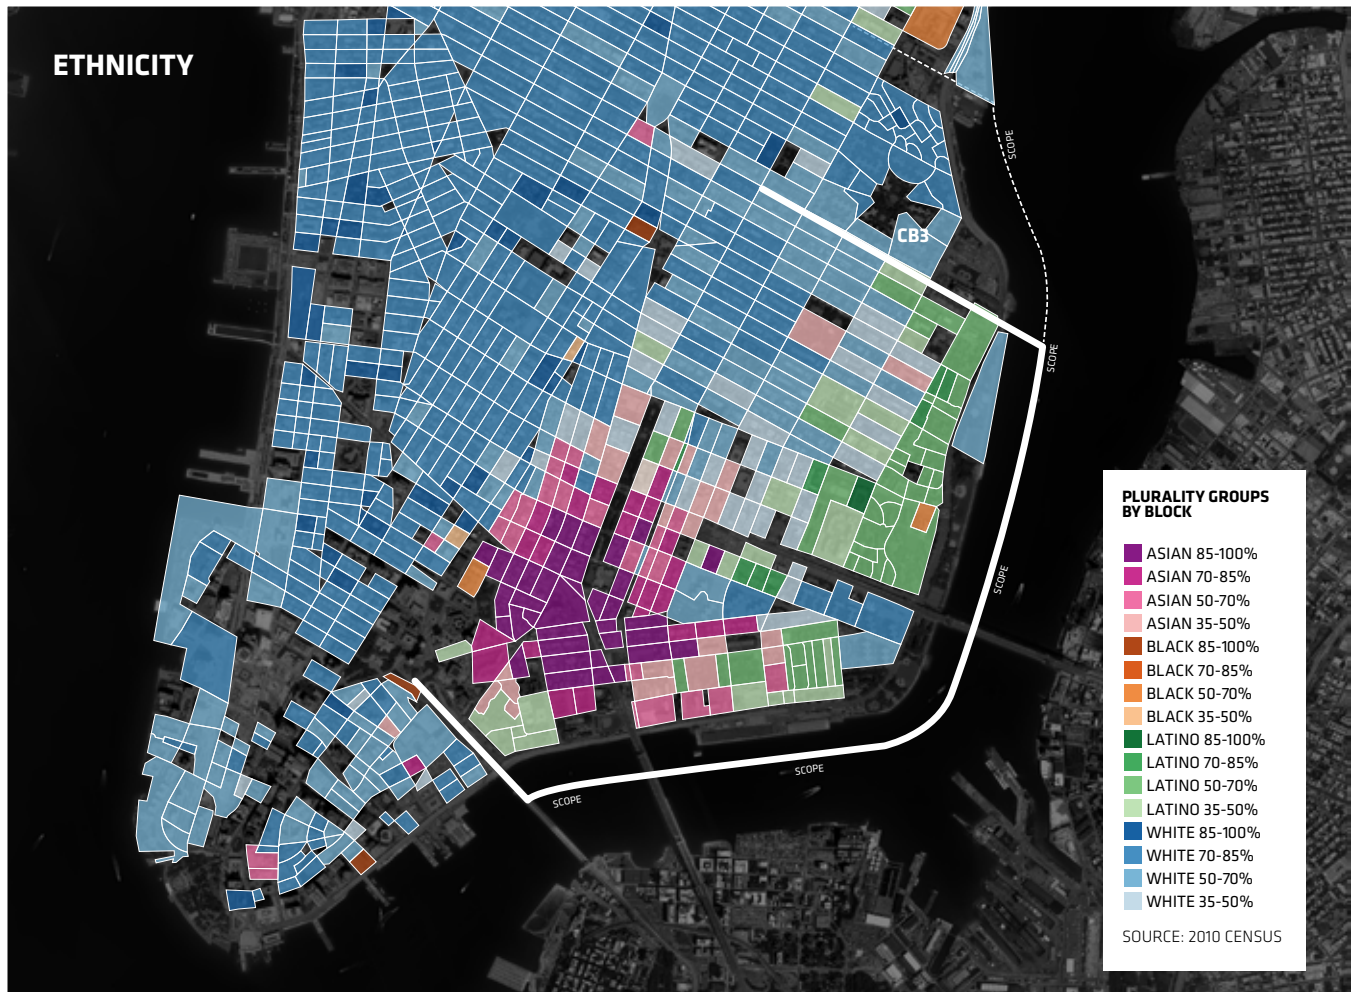 ETHNICITY
SCOPE
CB3
SCOPE
SCOPE
SCOPE
SCOPE
PLURALITY GROUPS
BY BLOCK
ASIAN 85-100%
ASIAN 70-85%
ASIAN 50-70%
ASIAN 35-50%
BLACK 85-100%
BLACK 70-85%
BLACK 50-70%
BLACK 35-50%
LATINO 85-100%
LATINO 70-85%
LATINO 50-70%
LATINO 35-50%
WHITE 85-100%
WHITE 70-85%
WHITE 50-70%
WHITE 35-50%
SOURCE: 2010 CENSUS